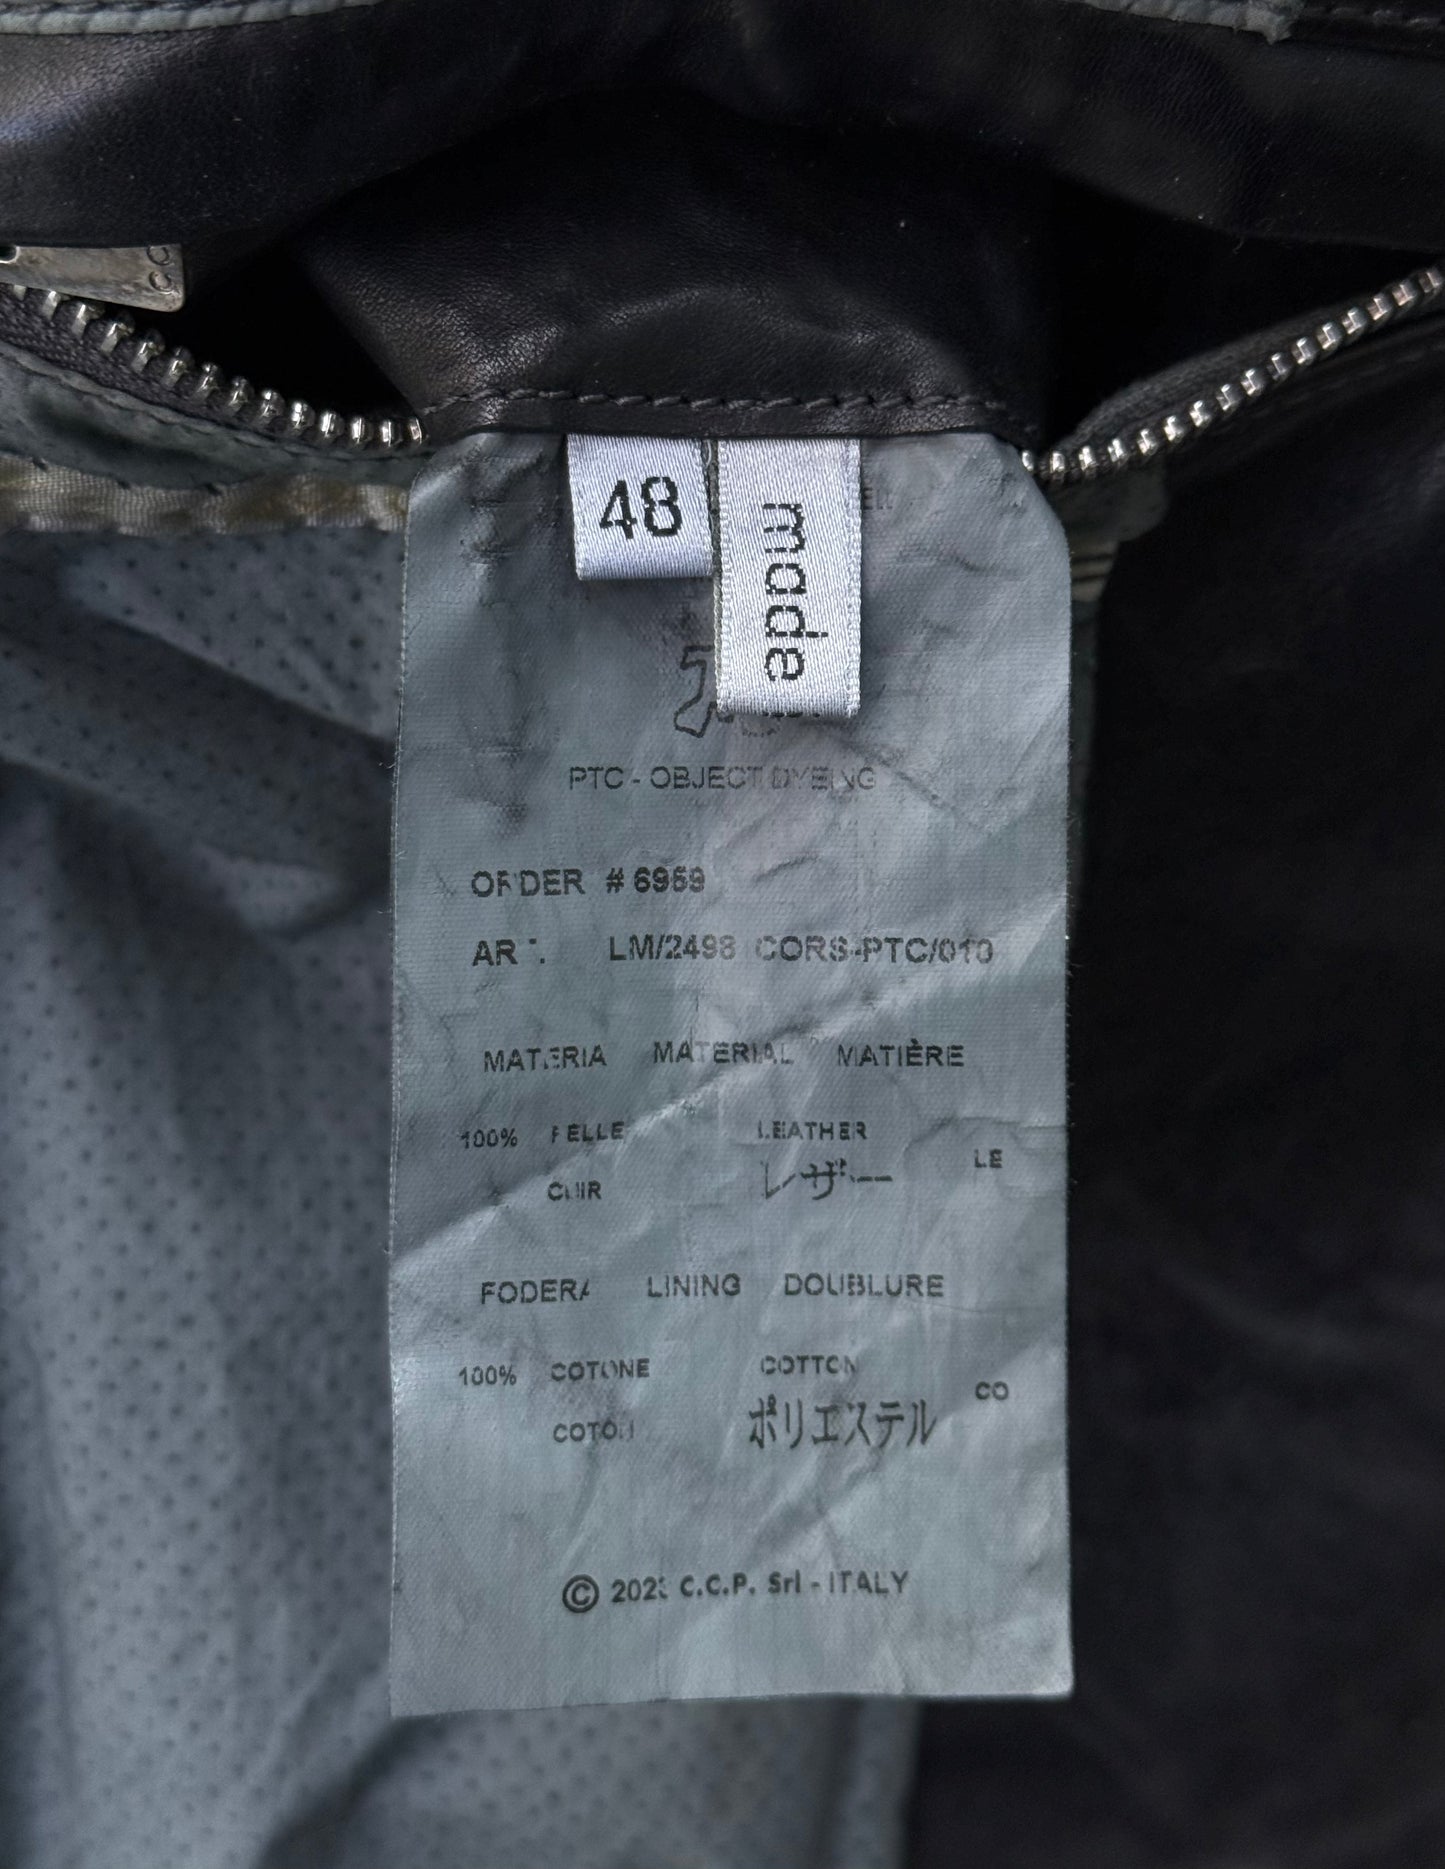 48
made
PTC - OBJECT DYEING
ORDER # 6959
ART. LM/2498 CORS-PTC/010
MATERIA MATERIAL MATIÈRE
100% PELLE LEATHER
CUIR レザー LE
FODERA LINING DOUBLURE
100% COTONE COTTON
COTON ポリエステル CO
© C.C.P. Srl - ITALY